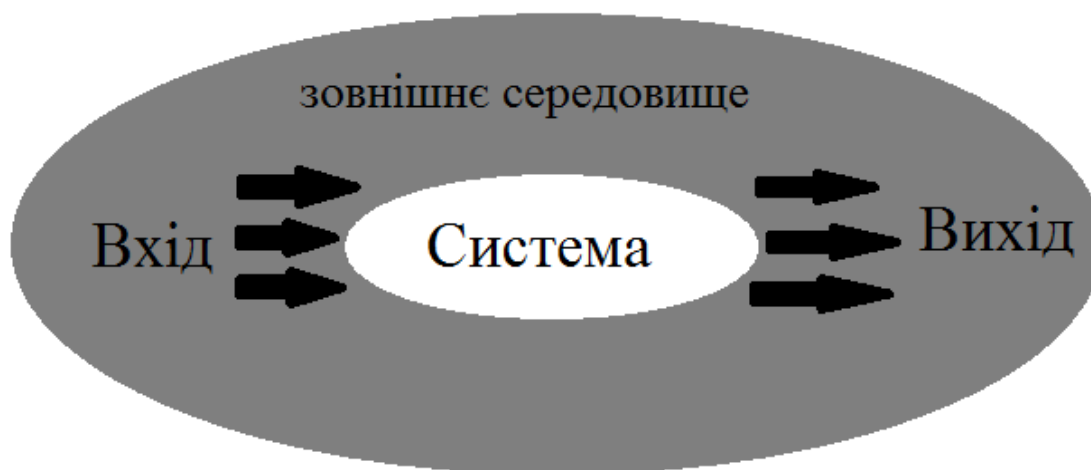 зовнішнє середовище
Вхід
Система
Вихід